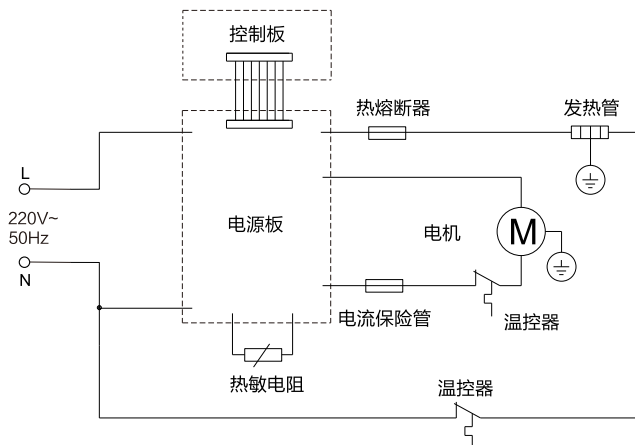 控制板
热熔断器
发热管
L
220V~
50Hz
N
电源板
电机
M
电流保险管
温控器
热敏电阻
温控器